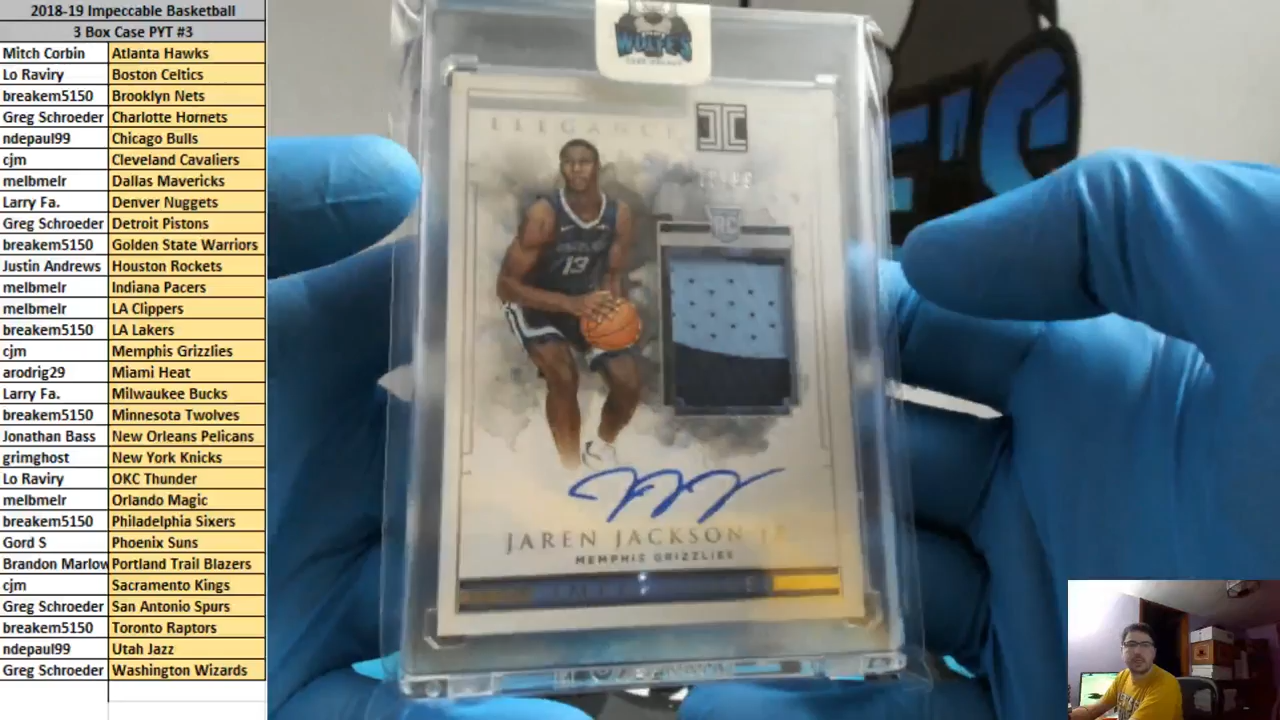 2018-19 Impeccable Basketball
3 Box Case PYT #3
Mitch Corbin Atlanta Hawks
Lo Raviry Boston Celtics
breakem5150 Brooklyn Nets
Greg Schroeder Charlotte Hornets
ndepaul99 Chicago Bulls
cjm Cleveland Cavaliers
melbmelr Dallas Mavericks
Larry Fa. Denver Nuggets
Greg Schroeder Detroit Pistons
breakem5150 Golden State Warriors
Justin Andrews Houston Rockets
melbmelr Indiana Pacers
melbmelr LA Clippers
breakem5150 LA Lakers
cjm Memphis Grizzlies
arodrig29 Miami Heat
Larry Fa. Milwaukee Bucks
breakem5150 Minnesota Twolves
Jonathan Bass New Orleans Pelicans
grimghost New York Knicks
Lo Raviry OKC Thunder
melbmelr Orlando Magic
breakem5150 Philadelphia Sixers
Gord S Phoenix Suns
Brandon Marlow Portland Trail Blazers
cjm Sacramento Kings
Greg Schroeder San Antonio Spurs
breakem5150 Toronto Raptors
ndepaul99 Utah Jazz
Greg Schroeder Washington Wizards
ELEGANCE
RC
13
JAREN JACKSON JR
MEMPHIS GRIZZLIES